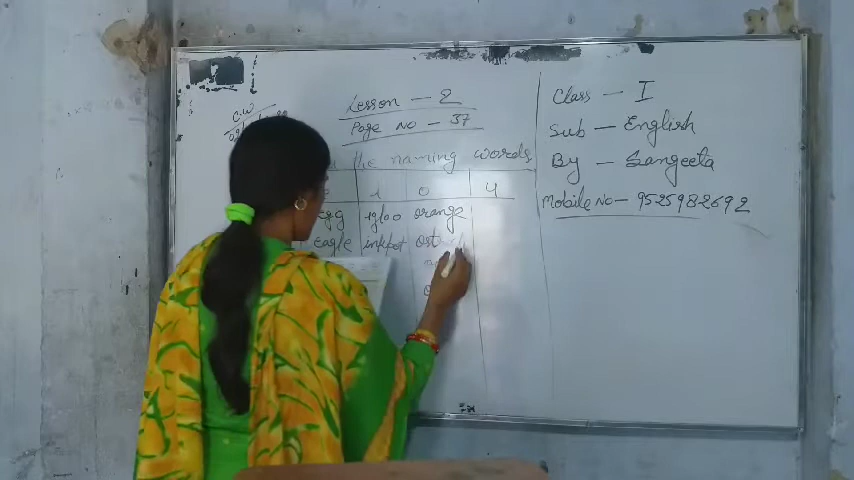 C.W
Lesson - 2
Page No - 37
the naming words
i o u
egg igloo orange
eagle inkpot ost
Class - I
Sub - English
By - Sangeeta
Mobile No - 9525982692